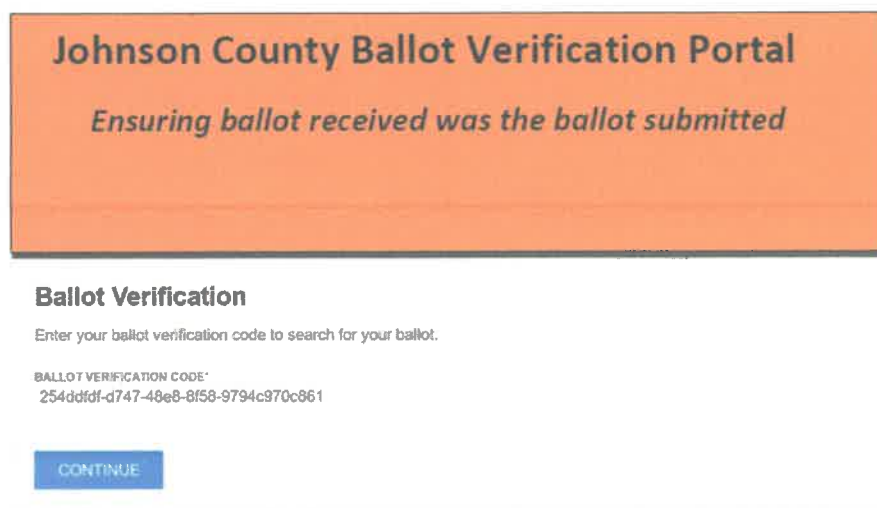 Johnson County Ballot Verification Portal
Ensuring ballot received was the ballot submitted
Ballot Verification
Enter your ballot verification code to search for your ballot.
BALLOT VERIFICATION CODE*
254ddfdf-d747-48e8-8f58-9794c970c861
CONTINUE